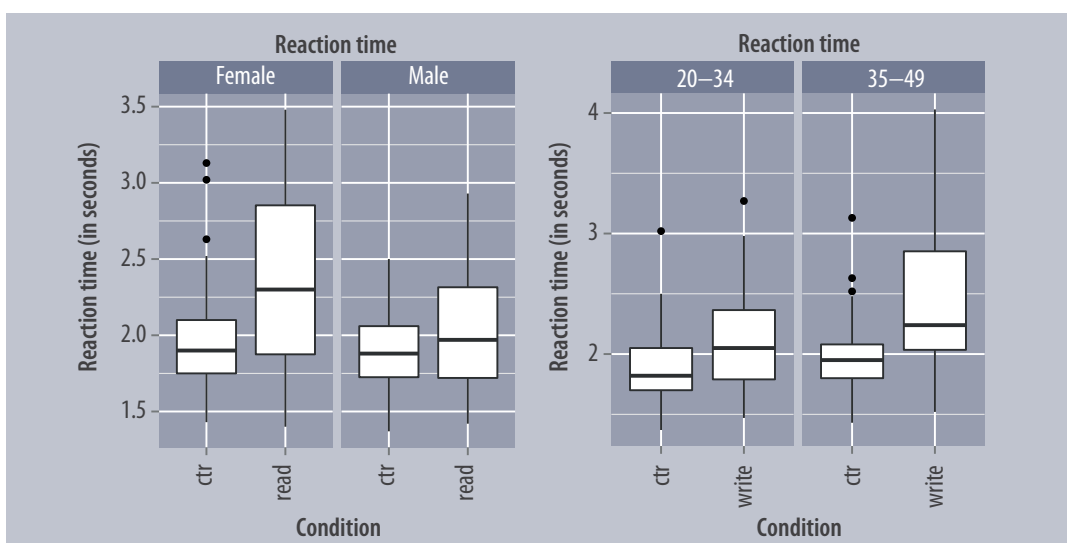 Reaction time
Female Male
Reaction time (in seconds)
3.5
3.0
2.5
2.0
1.5
ctr read ctr read
Condition
Reaction time
20–34 35–49
Reaction time (in seconds)
4
3
2
ctr write ctr write
Condition